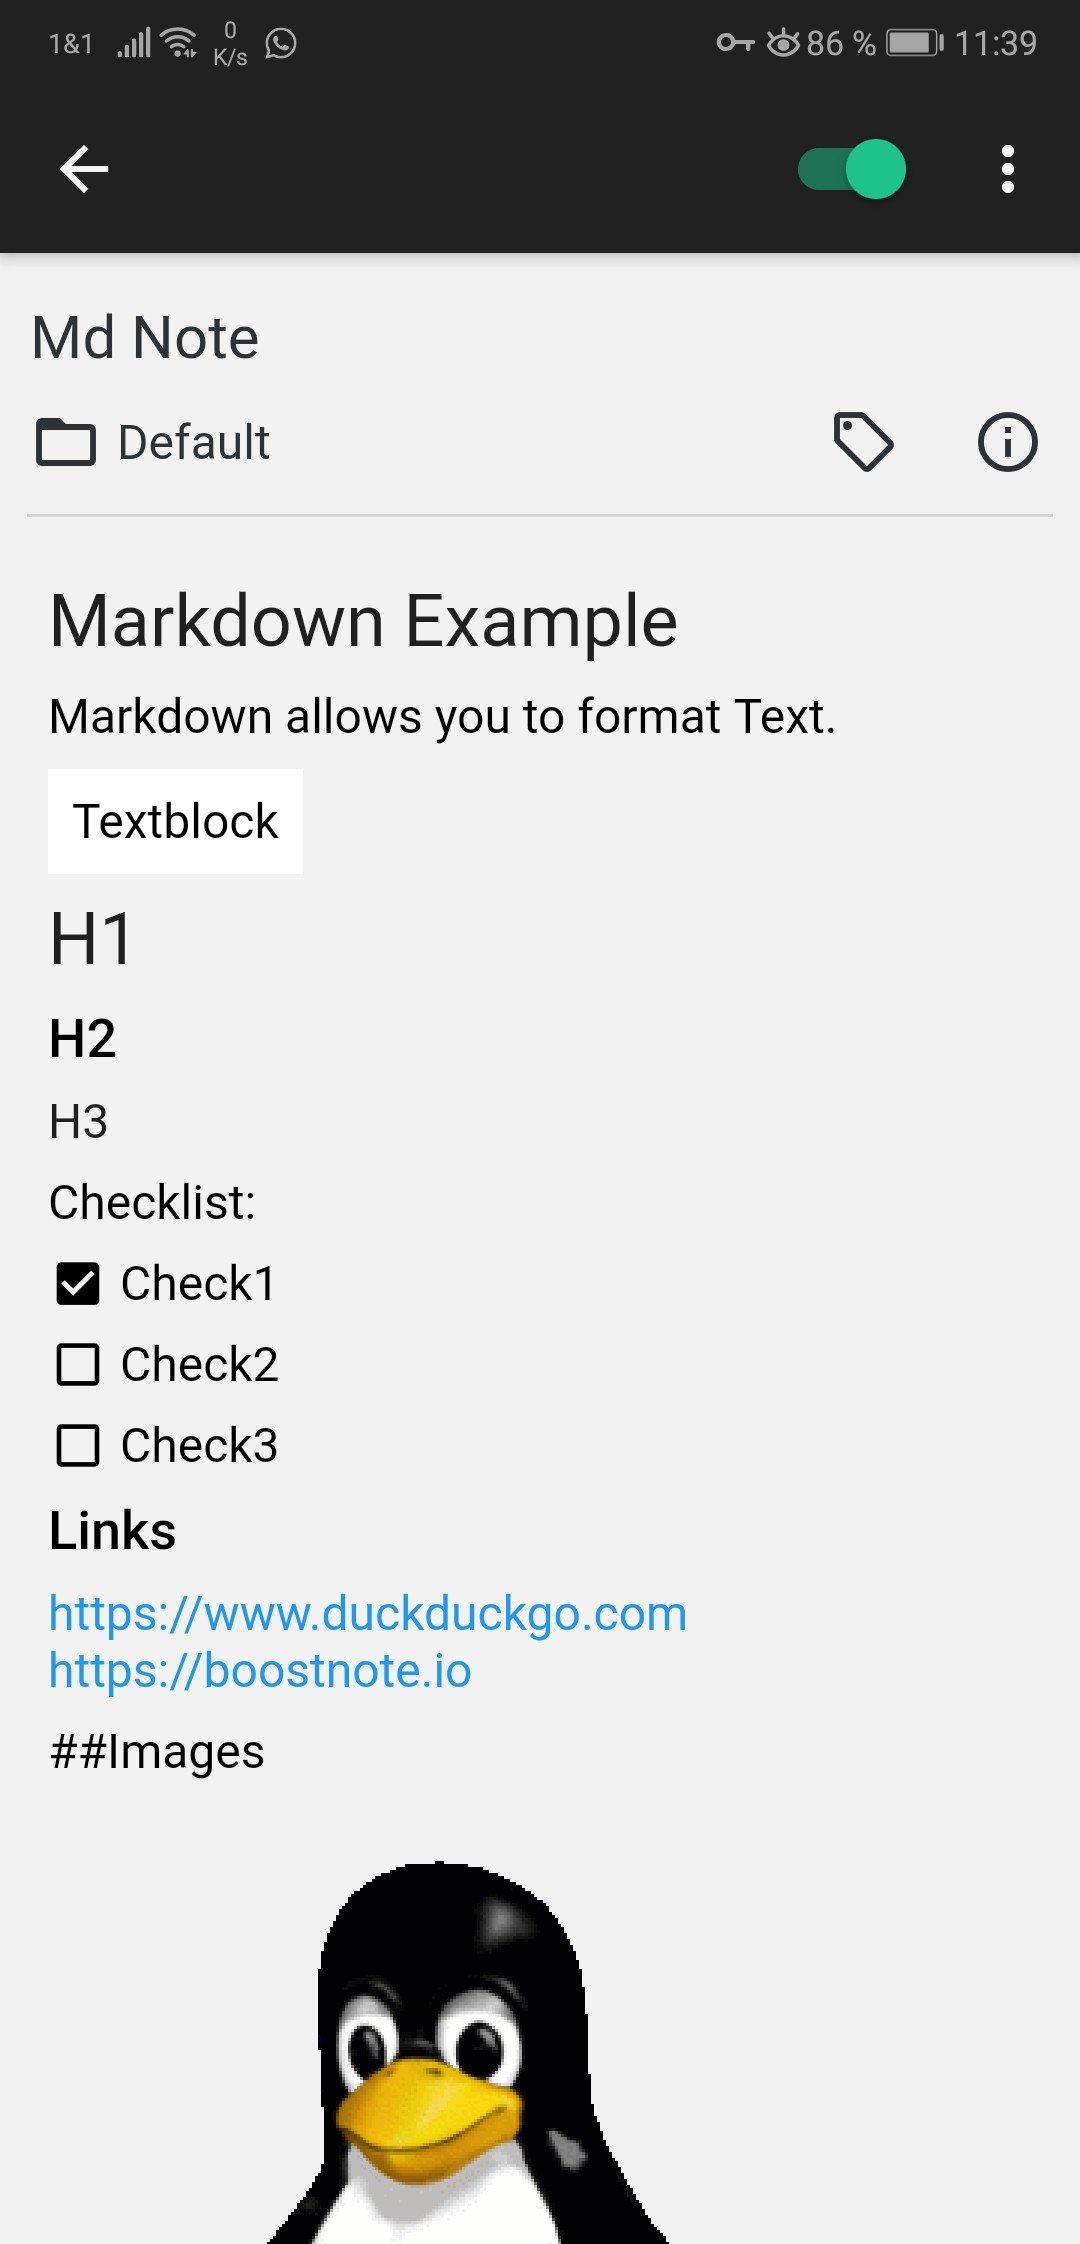 1&1 0 K/s 86 % 11:39
Md Note
Default
Markdown Example
Markdown allows you to format Text.
Textblock
H1
H2
H3
Checklist:
Check1
Check2
Check3
Links
https://www.duckduckgo.com
https://boostnote.io
##Images